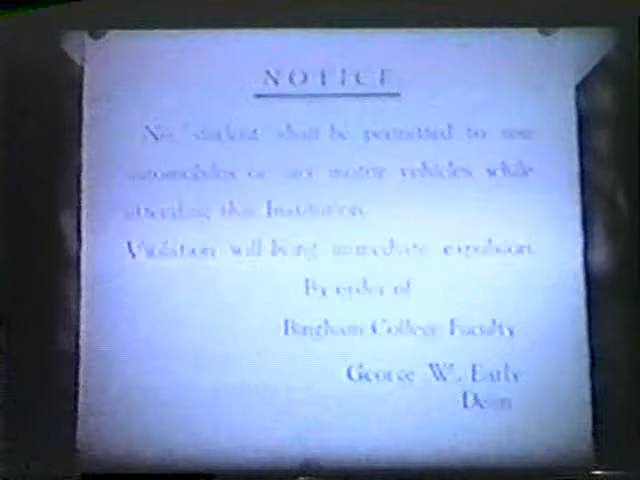 NOTICE
No student shall be permitted to use
automobiles or any motor vehicles while
attending this Institution.
Violation will bring immediate expulsion.
By order of
Bingham College Faculty
George W. Early
Dean